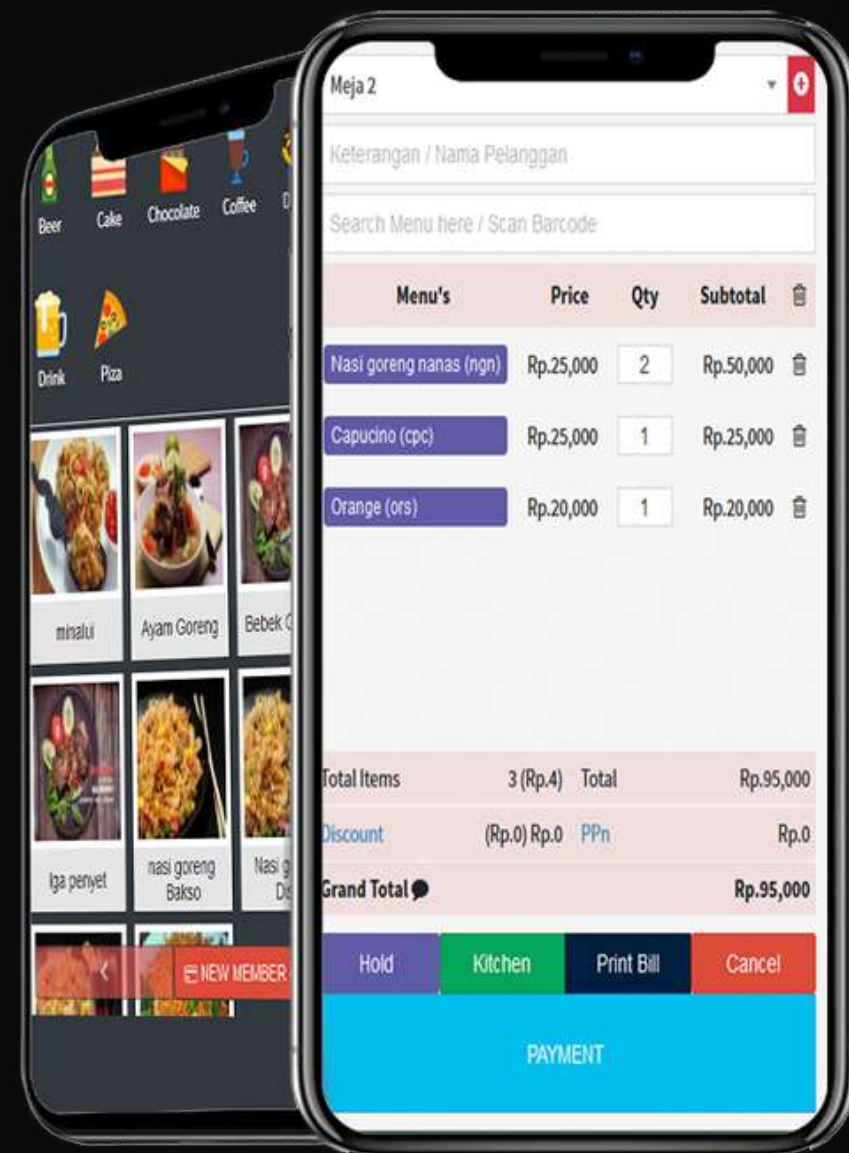 Beer Cake Chocolate Coffee
Drink Piza
minalui Ayam Goreng Bebek
Iga penyet nasi goreng Nasi
Bakso
NEW MEMBER
Meja 2
Keterangan / Nama Pelanggan
Search Menu here / Scan Barcode
Menu's Price Qty Subtotal
Nasi goreng nanas (ngn) Rp.25,000 2 Rp.50,000
Capucino (cpc) Rp.25,000 1 Rp.25,000
Orange (ors) Rp.20,000 1 Rp.20,000
Total Items 3 (Rp.4) Total Rp.95,000
Discount (Rp.0) Rp.0 PPn Rp.0
Grand Total Rp.95,000
Hold Kitchen Print Bill Cancel
PAYMENT